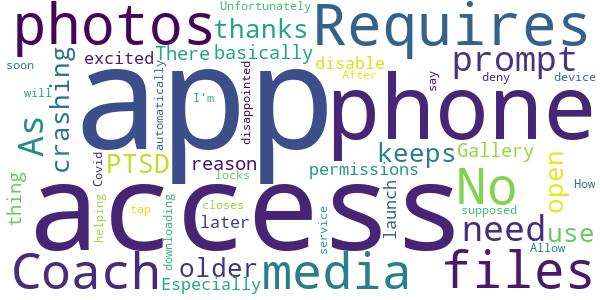 photos
Unfortunately
thanks
Requires
excited
There
basically
disable
prompt
soon
As
crashing
app
phone
After
say
deny
device
will
automatically
I'm
disappointed
PTSD
reason
keeps
Gallery
permissions
Covid
access
locks
No
open
thing
helping
tap
closes
later
launch
need
use
supposed
How
Coach
downloading
older
Especially
service
media
files
Allow